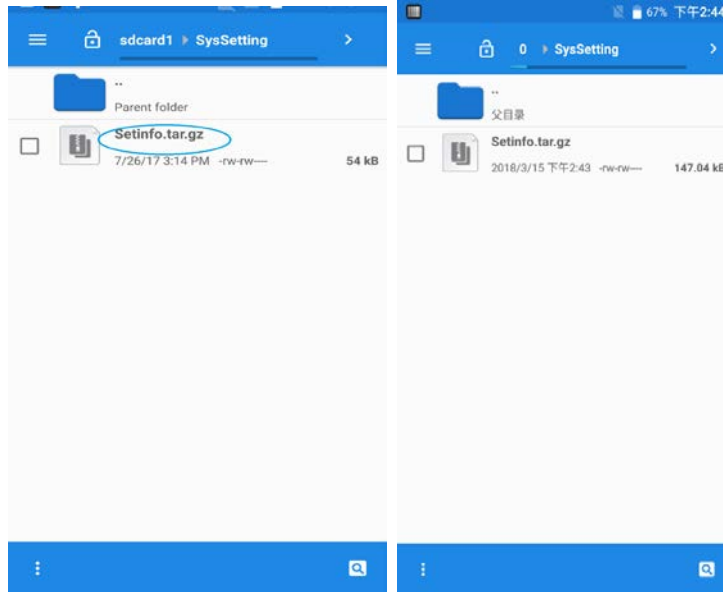 sdcard1 SysSetting
..
Parent folder
Setinfo.tar.gz
7/26/17 3:14 PM -rw-rw---- 54 kB
67% 下午2:44
0 SysSetting
..
父目录
Setinfo.tar.gz
2018/3/15 下午2:43 -rw-rw---- 147.04 kB